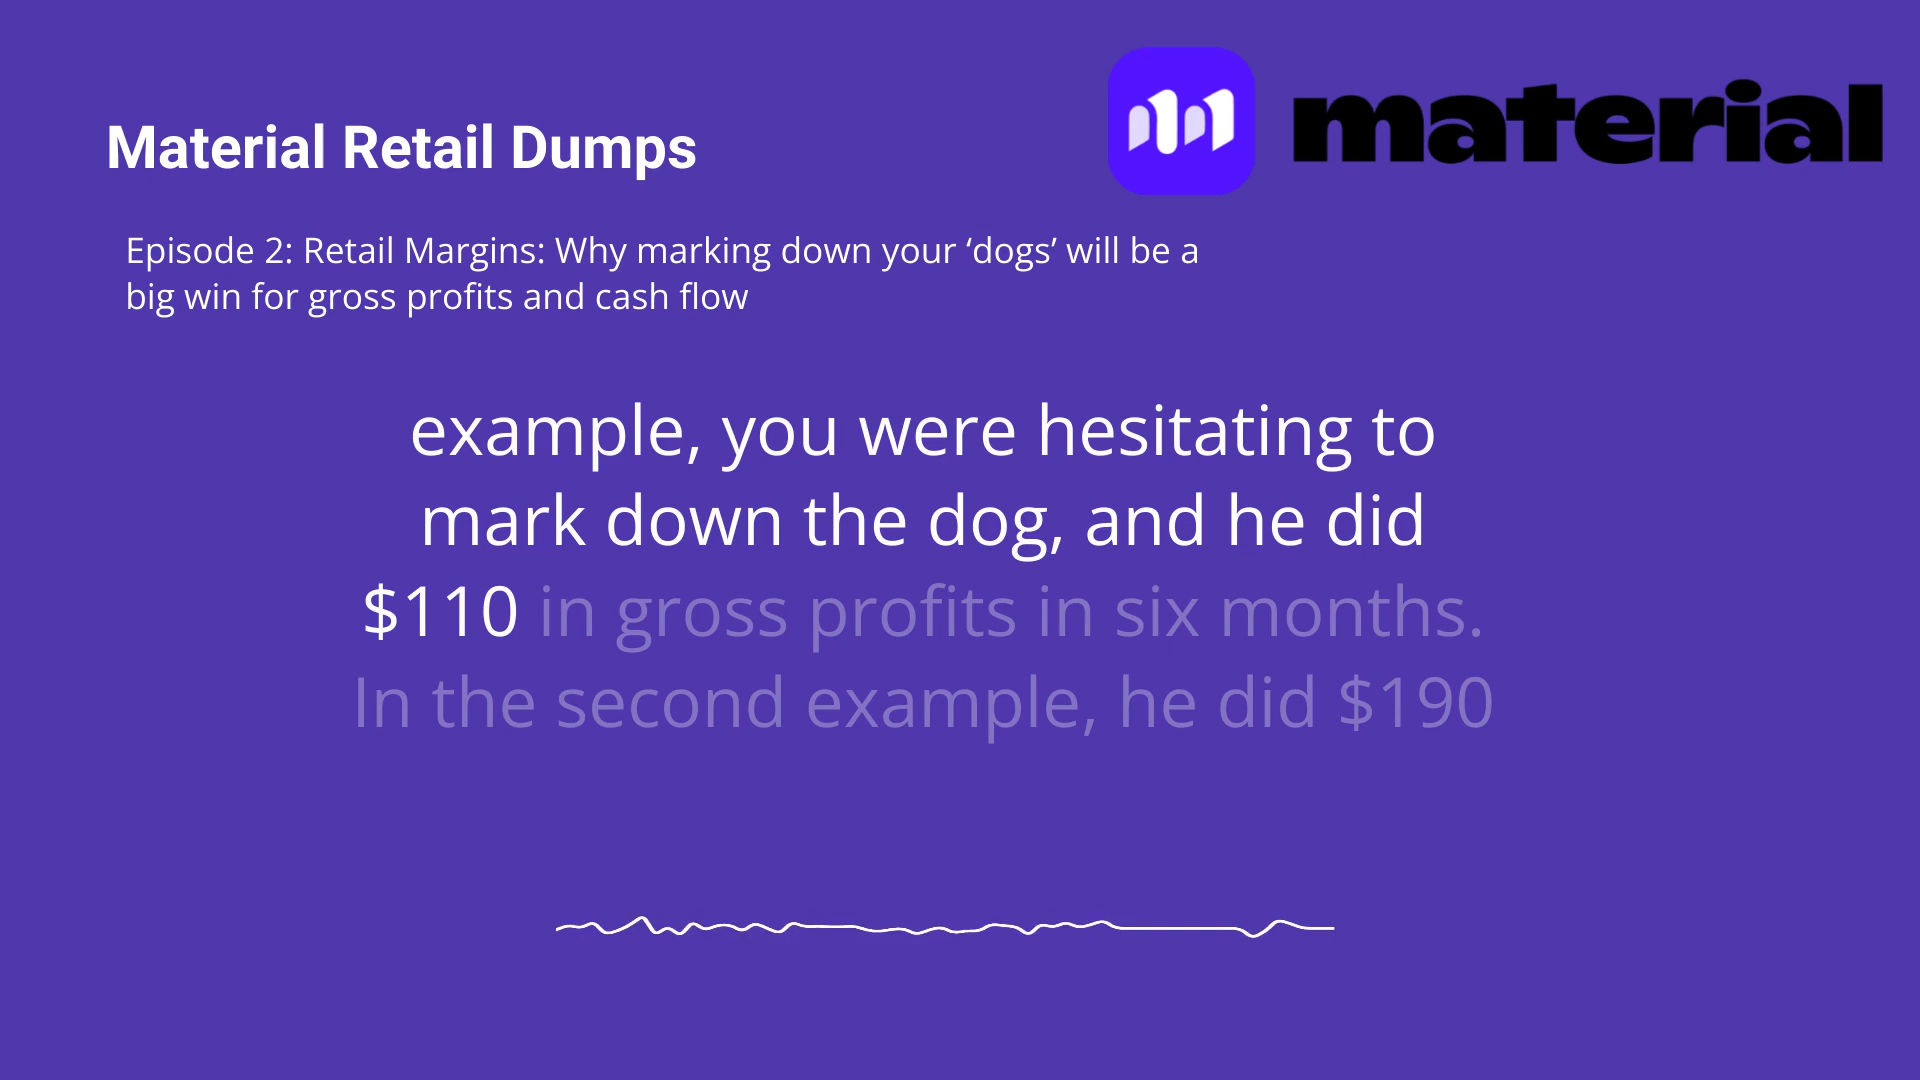 material
Material Retail Dumps
Episode 2: Retail Margins: Why marking down your ‘dogs’ will be a
big win for gross profits and cash flow
example, you were hesitating to
mark down the dog, and he did
$110 in gross profits in six months.
In the second example, he did $190